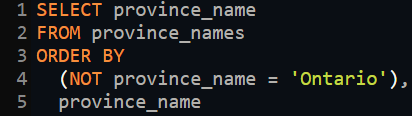 1 SELECT province_name
2 FROM province_names
3 ORDER BY
4   (NOT province_name = 'Ontario'),
5   province_name